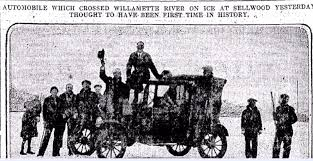 AUTOMOBILE WHICH CROSSED WILLAMETTE RIVER ON ICE AT SELLWOOD YESTERDAY
THOUGHT TO HAVE BEEN FIRST TIME IN HISTORY.